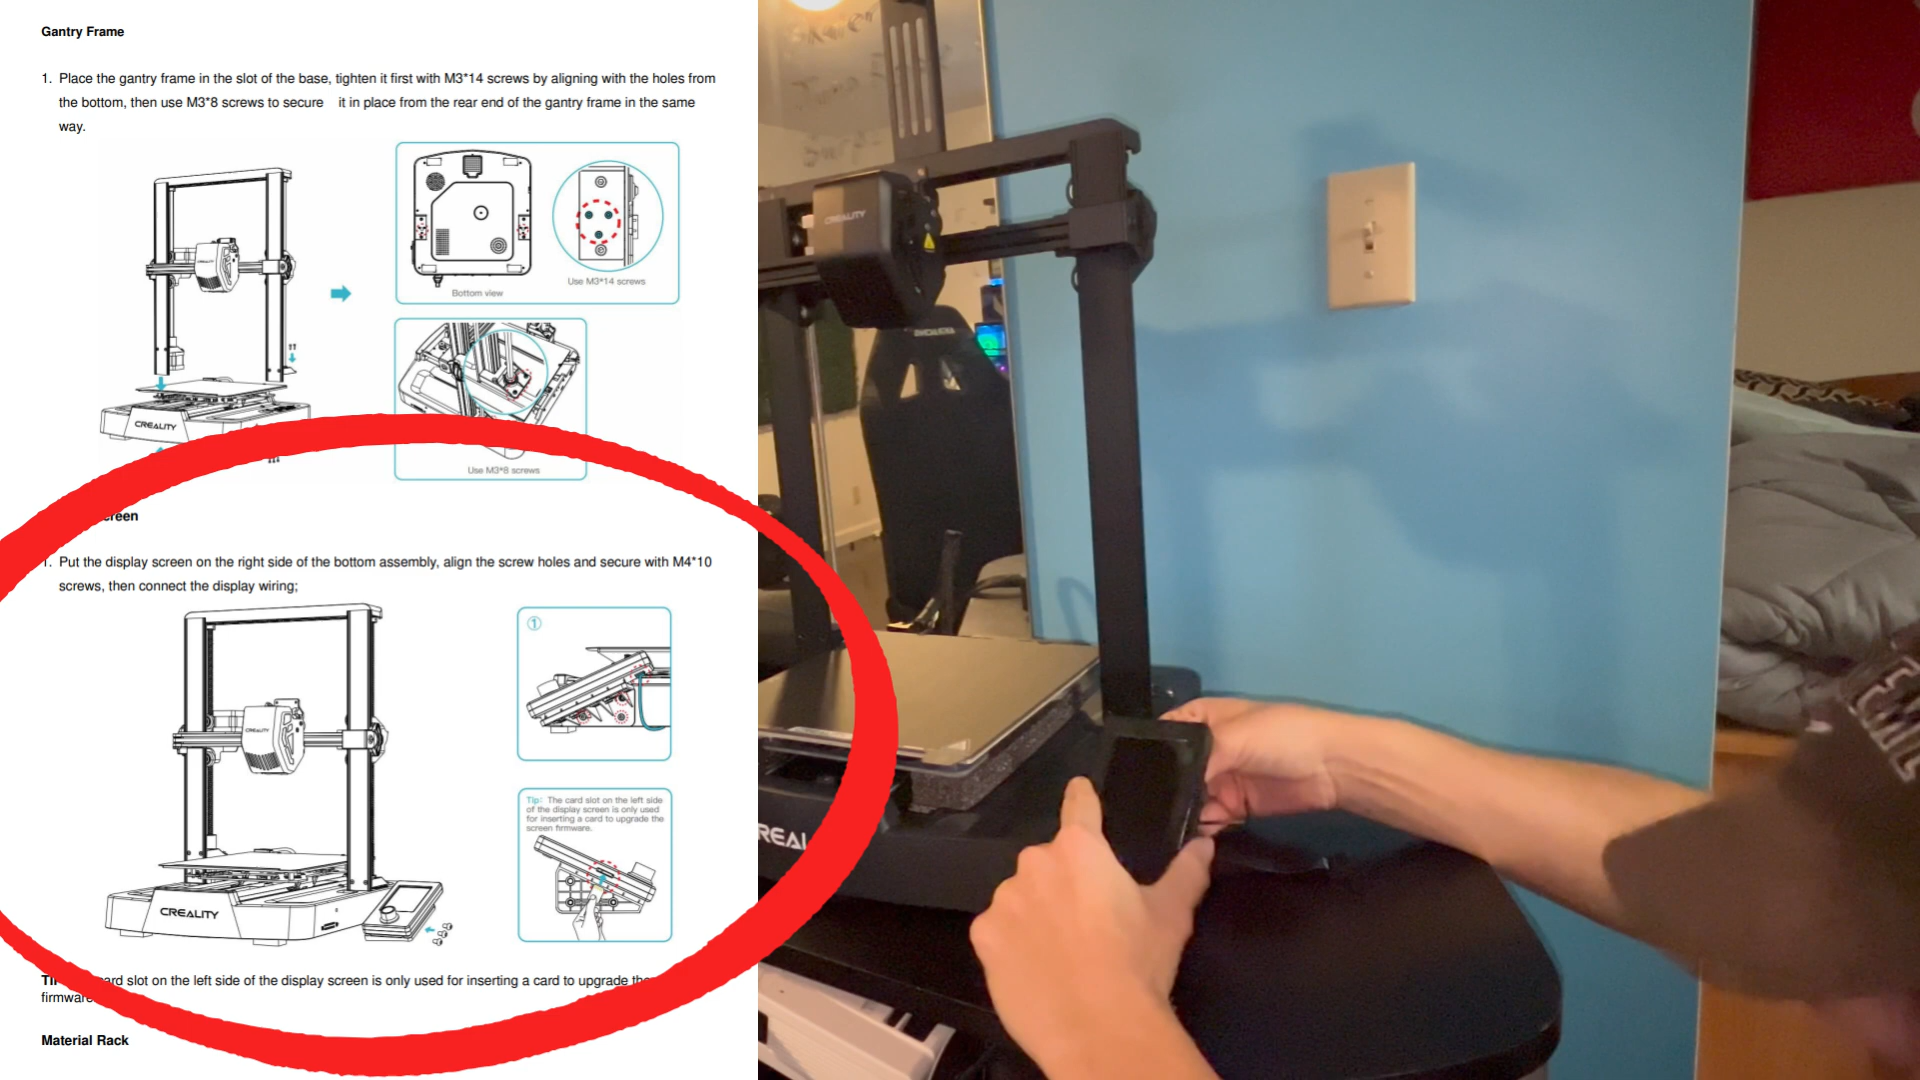 Gantry Frame
1. Place the gantry frame in the slot of the base, tighten it first with M3*14 screws by aligning with the holes from
the bottom, then use M3*8 screws to secure it in place from the rear end of the gantry frame in the same
way.
CREALITY
Bottom view
Use M3*14 screws
CREALITY
Use M3*8 screws
reen
1. Put the display screen on the right side of the bottom assembly, align the screw holes and secure with M4*10
screws, then connect the display wiring;
1
CREALITY
Tip: The card slot on the left side
of the display screen is only used
for inserting a card to upgrade the
screen firmware.
CREALITY
ard slot on the left side of the display screen is only used for inserting a card to upgrade the
firmware
Material Rack
CREALITY
REAL